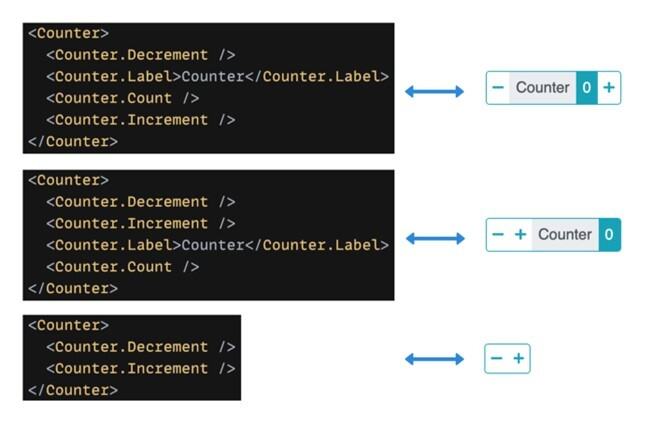 <Counter>
  <Counter.Decrement />
  <Counter.Label>Counter</Counter.Label>
  <Counter.Count />
  <Counter.Increment />
</Counter>
− Counter 0 +
<Counter>
  <Counter.Decrement />
  <Counter.Increment />
  <Counter.Label>Counter</Counter.Label>
  <Counter.Count />
</Counter>
− + Counter 0
<Counter>
  <Counter.Decrement />
  <Counter.Increment />
</Counter>
− +